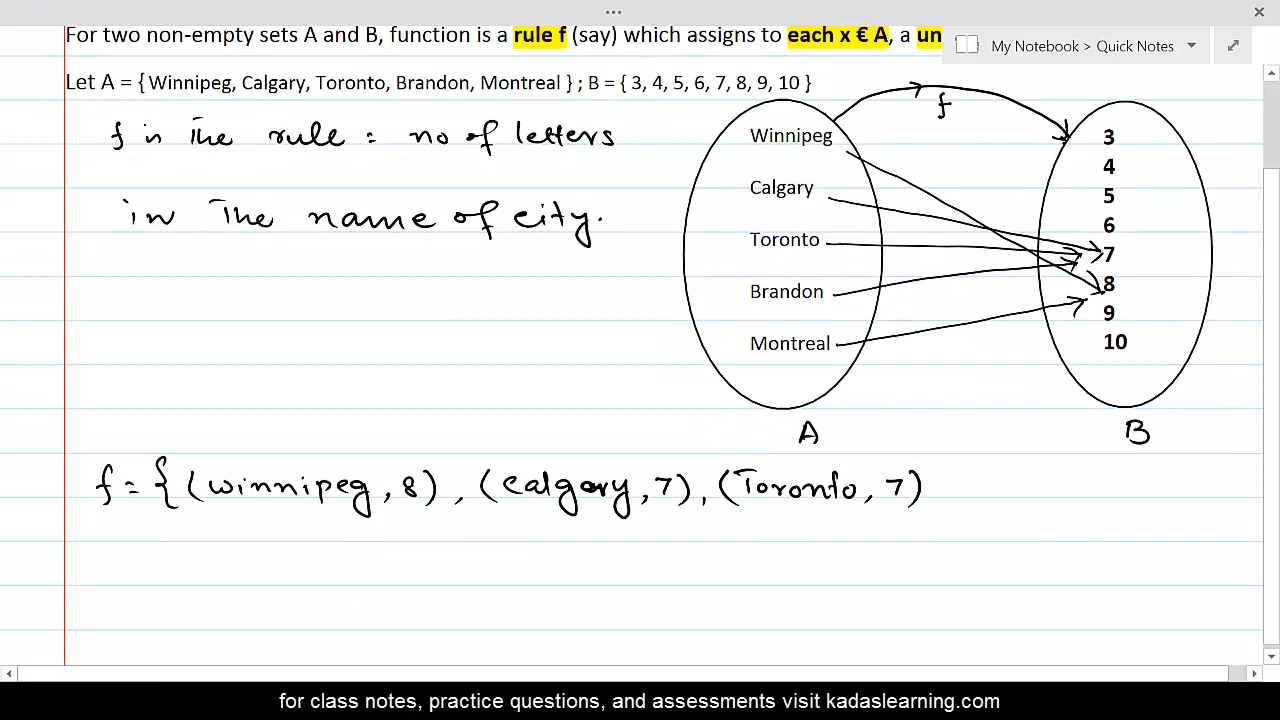 For two non-empty sets A and B, function is a rule f (say) which assigns to each x € A, a un
My Notebook > Quick Notes
Let A = { Winnipeg, Calgary, Toronto, Brandon, Montreal } ; B = { 3, 4, 5, 6, 7, 8, 9, 10 }
f
f is the rule : no of letters
in the name of city.
Winnipeg
Calgary
Toronto
Brandon
Montreal
A
3
4
5
6
7
8
9
10
B
f = { (Winnipeg, 8), (Calgary, 7), (Toronto, 7)
for class notes, practice questions, and assessments visit kadaslearning.com